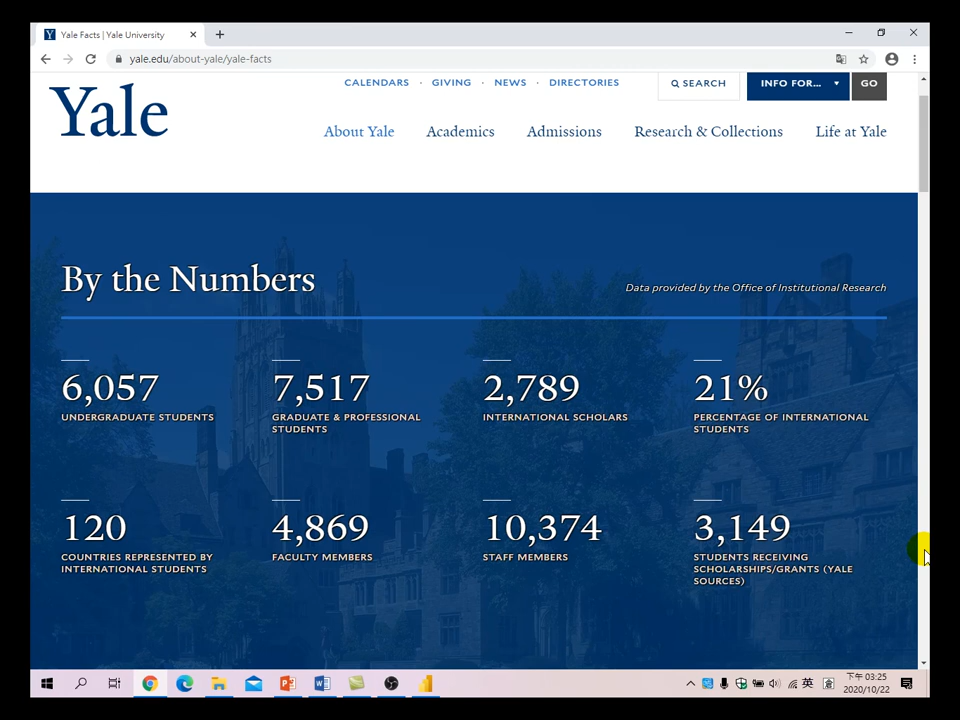 Yale Facts | Yale University
yale.edu/about-yale/yale-facts
CALENDARS · GIVING · NEWS · DIRECTORIES
SEARCH
INFO FOR...
GO
Yale
About Yale
Academics
Admissions
Research & Collections
Life at Yale
By the Numbers
Data provided by the Office of Institutional Research
6,057
UNDERGRADUATE STUDENTS
7,517
GRADUATE & PROFESSIONAL
STUDENTS
2,789
INTERNATIONAL SCHOLARS
21%
PERCENTAGE OF INTERNATIONAL
STUDENTS
120
COUNTRIES REPRESENTED BY
INTERNATIONAL STUDENTS
4,869
FACULTY MEMBERS
10,374
STAFF MEMBERS
3,149
STUDENTS RECEIVING
SCHOLARSHIPS/GRANTS (YALE
SOURCES)
英
下午 03:25
2020/10/22